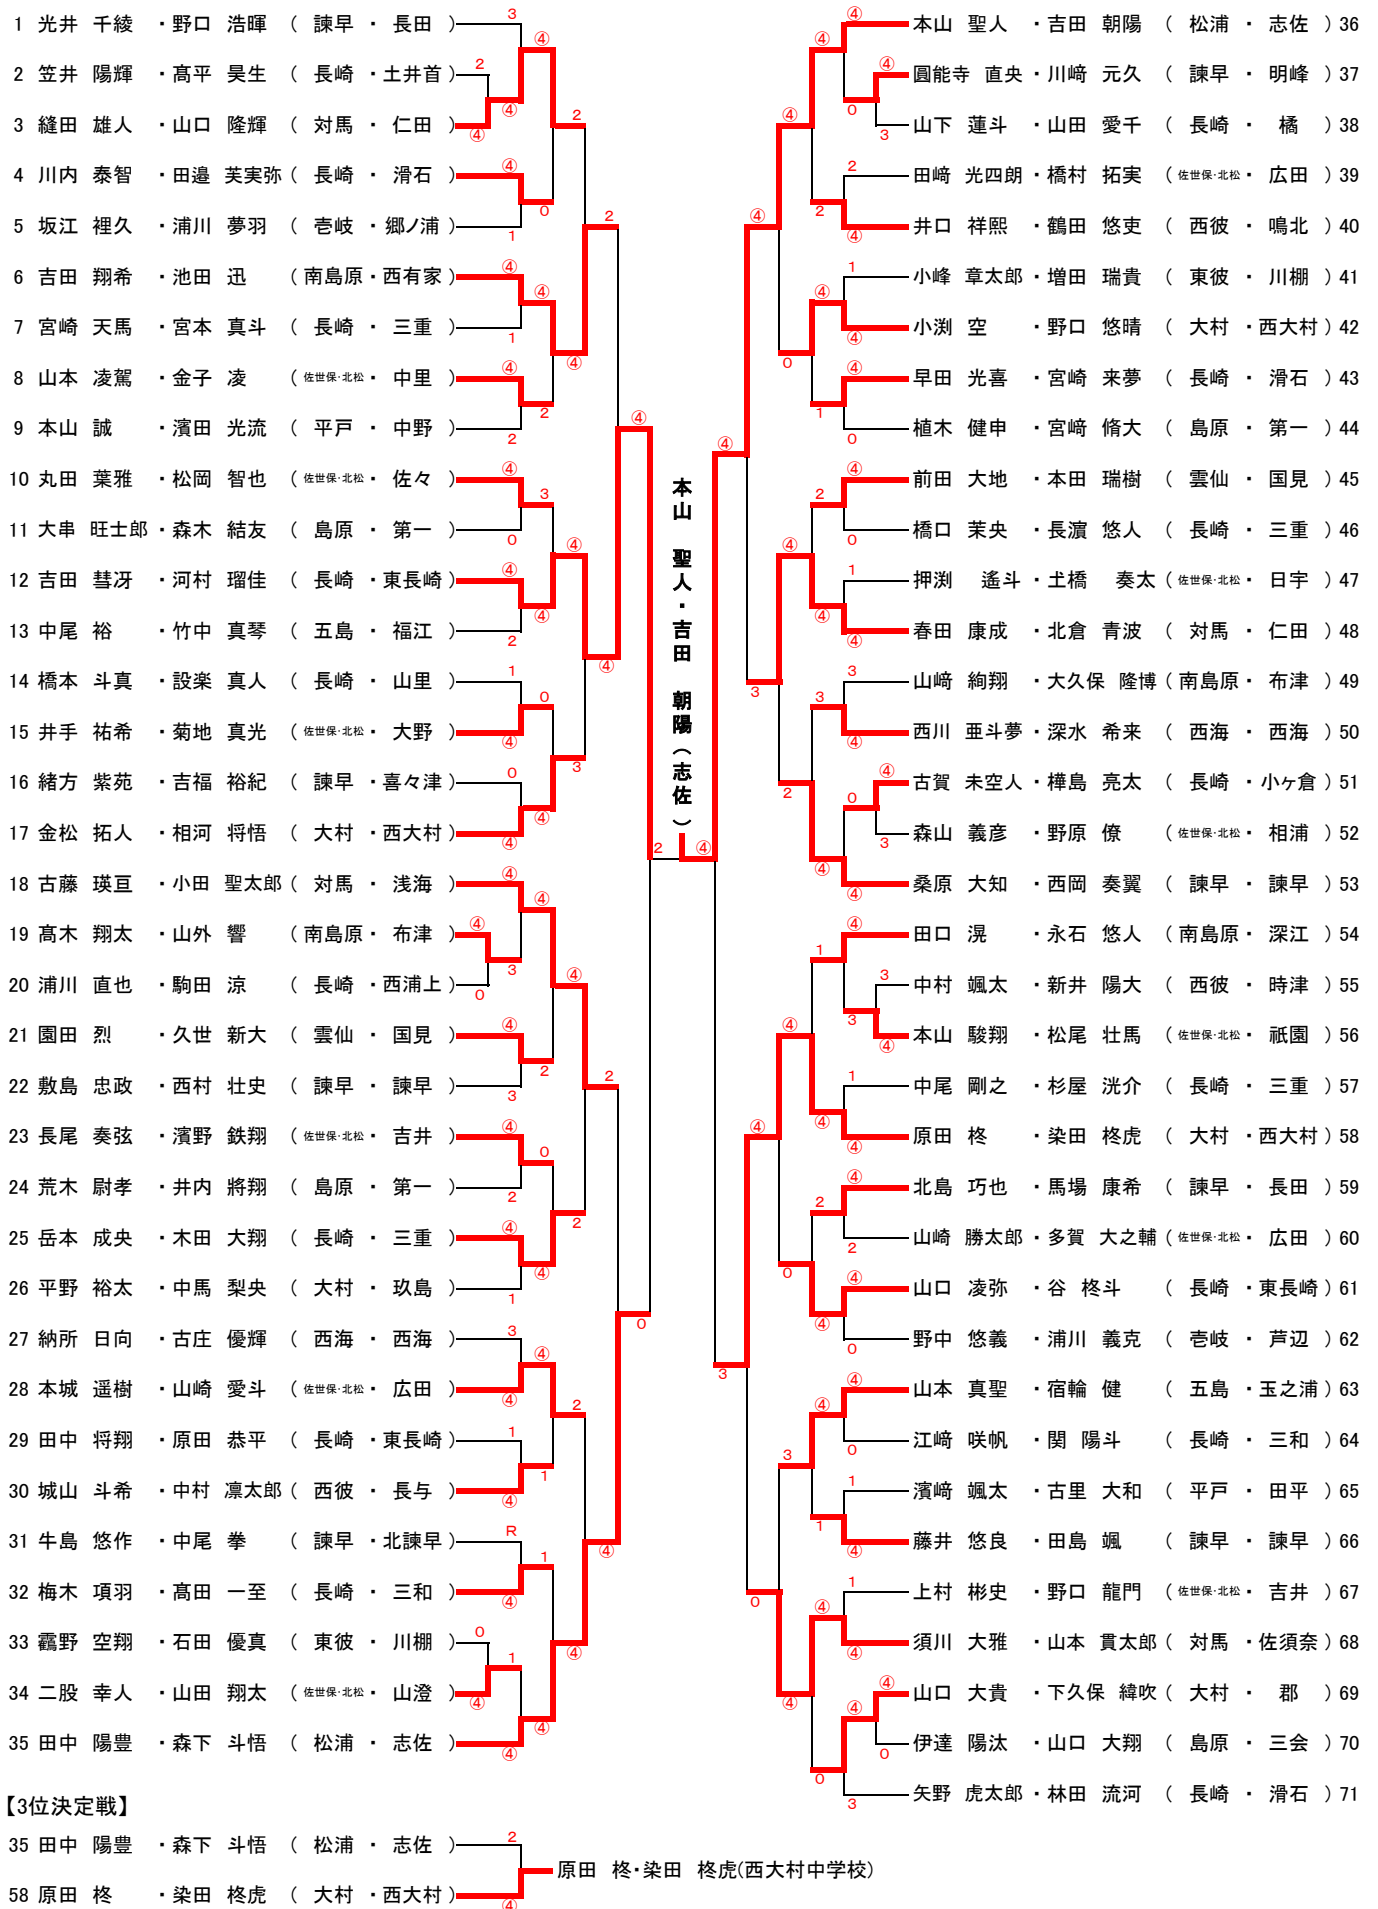 1 光井 千綾 ・野口 浩暉 ( 諫早 ・ 長田 )
2 笠井 陽輝 ・髙平 昊生 ( 長崎 ・土井首 )
3 縫田 雄人 ・山口 隆輝 ( 対馬 ・ 仁田 )
4 川内 泰智 ・田邉 芙実弥 ( 長崎 ・ 滑石 )
5 坂江 裡久 ・浦川 夢羽 ( 壱岐 ・郷ノ浦 )
6 吉田 翔希 ・池田 迅 ( 南島原・西有家 )
7 宮崎 天馬 ・宮本 真斗 ( 長崎 ・ 三重 )
8 山本 凌駕 ・金子 凌 ( 佐世保・北松・ 中里 )
9 本山 誠 ・濱田 光流 ( 平戸 ・ 中野 )
10 丸田 葉雅 ・松岡 智也 ( 佐世保・北松・ 佐々 )
11 大串 旺士郎 ・森木 結友 ( 島原 ・ 第一 )
12 吉田 彗冴 ・河村 瑠佳 ( 長崎 ・東長崎 )
13 中尾 裕 ・竹中 真琴 ( 五島 ・ 福江 )
14 橋本 斗真 ・設楽 真人 ( 長崎 ・ 山里 )
15 井手 祐希 ・菊地 真光 ( 佐世保・北松・ 大野 )
16 緒方 紫苑 ・吉福 裕紀 ( 諫早 ・喜々津 )
17 金松 拓人 ・相河 将悟 ( 大村 ・西大村 )
18 古藤 瑛亘 ・小田 聖太郎 ( 対馬 ・ 浅海 )
19 髙木 翔太 ・山外 響 ( 南島原・ 布津 )
20 浦川 直也 ・駒田 涼 ( 長崎 ・西浦上 )
21 園田 烈 ・久世 新大 ( 雲仙 ・ 国見 )
22 敷島 忠政 ・西村 壮史 ( 諫早 ・ 諫早 )
23 長尾 奏弦 ・濱野 鉄翔 ( 佐世保・北松・ 吉井 )
24 荒木 尉孝 ・井内 將翔 ( 島原 ・ 第一 )
25 岳本 成央 ・木田 大翔 ( 長崎 ・ 三重 )
26 平野 裕太 ・中馬 梨央 ( 大村 ・ 玖島 )
27 納所 日向 ・古庄 優輝 ( 西海 ・ 西海 )
28 本城 遥樹 ・山崎 愛斗 ( 佐世保・北松・ 広田 )
29 田中 将翔 ・原田 恭平 ( 長崎 ・東長崎 )
30 城山 斗希 ・中村 凛太郎 ( 西彼 ・ 長与 )
31 牛島 悠作 ・中尾 拳 ( 諫早 ・北諫早 )
32 梅木 項羽 ・髙田 一至 ( 長崎 ・ 三和 )
33 靏野 空翔 ・石田 優真 ( 東彼 ・ 川棚 )
34 二股 幸人 ・山田 翔太 ( 佐世保・北松・ 山澄 )
35 田中 陽豊 ・森下 斗悟 ( 松浦 ・ 志佐 )
本山 聖人・吉田 朝陽(志佐)
本山 聖人 ・吉田 朝陽 ( 松浦 ・ 志佐 ) 36
圓能寺 直央 ・川﨑 元久 ( 諫早 ・ 明峰 ) 37
山下 蓮斗 ・山田 愛千 ( 長崎 ・ 橘 ) 38
田﨑 光四朗 ・橋村 拓実 ( 佐世保・北松・ 広田 ) 39
井口 祥熙 ・鶴田 悠吏 ( 西彼 ・ 鳴北 ) 40
小峰 章太郎 ・増田 瑞貴 ( 東彼 ・ 川棚 ) 41
小渕 空 ・野口 悠晴 ( 大村 ・西大村 ) 42
早田 光喜 ・宮崎 来夢 ( 長崎 ・ 滑石 ) 43
植木 健申 ・宮﨑 脩大 ( 島原 ・ 第一 ) 44
前田 大地 ・本田 瑞樹 ( 雲仙 ・ 国見 ) 45
橋口 茉央 ・長濵 悠人 ( 長崎 ・ 三重 ) 46
押渕 遙斗 ・土橋 奏太 ( 佐世保・北松・ 日宇 ) 47
春田 康成 ・北倉 青波 ( 対馬 ・ 仁田 ) 48
山﨑 絢翔 ・大久保 隆博 ( 南島原・ 布津 ) 49
西川 亜斗夢 ・深水 希来 ( 西海 ・ 西海 ) 50
古賀 未空人 ・樺島 亮太 ( 長崎 ・小ヶ倉 ) 51
森山 義彦 ・野原 僚 ( 佐世保・北松・ 相浦 ) 52
桑原 大知 ・西岡 奏翼 ( 諫早 ・ 諫早 ) 53
田口 滉 ・永石 悠人 ( 南島原・ 深江 ) 54
中村 颯太 ・新井 陽大 ( 西彼 ・ 時津 ) 55
本山 駿翔 ・松尾 壮馬 ( 佐世保・北松・ 祇園 ) 56
中尾 剛之 ・杉屋 洸介 ( 長崎 ・ 三重 ) 57
原田 柊 ・染田 柊虎 ( 大村 ・西大村 ) 58
北島 巧也 ・馬場 康希 ( 諫早 ・ 長田 ) 59
山崎 勝太郎 ・多賀 大之輔 ( 佐世保・北松・ 広田 ) 60
山口 凌弥 ・谷 柊斗 ( 長崎 ・東長崎 ) 61
野中 悠義 ・浦川 義克 ( 壱岐 ・ 芦辺 ) 62
山本 真聖 ・宿輪 健 ( 五島 ・玉之浦 ) 63
江﨑 咲帆 ・関 陽斗 ( 長崎 ・ 三和 ) 64
濱﨑 颯太 ・古里 大和 ( 平戸 ・ 田平 ) 65
藤井 悠良 ・田島 颯 ( 諫早 ・ 諫早 ) 66
上村 彬史 ・野口 龍門 ( 佐世保・北松・ 吉井 ) 67
須川 大雅 ・山本 貫太郎 ( 対馬 ・佐須奈 ) 68
山口 大貴 ・下久保 緯吹 ( 大村 ・ 郡 ) 69
伊達 陽汰 ・山口 大翔 ( 島原 ・ 三会 ) 70
矢野 虎太郎 ・林田 流河 ( 長崎 ・ 滑石 ) 71
【3位決定戦】
35 田中 陽豊 ・森下 斗悟 ( 松浦 ・ 志佐 ) 2
原田 柊・染田 柊虎(西大村中学校)
58 原田 柊 ・染田 柊虎 ( 大村 ・西大村 ) ④